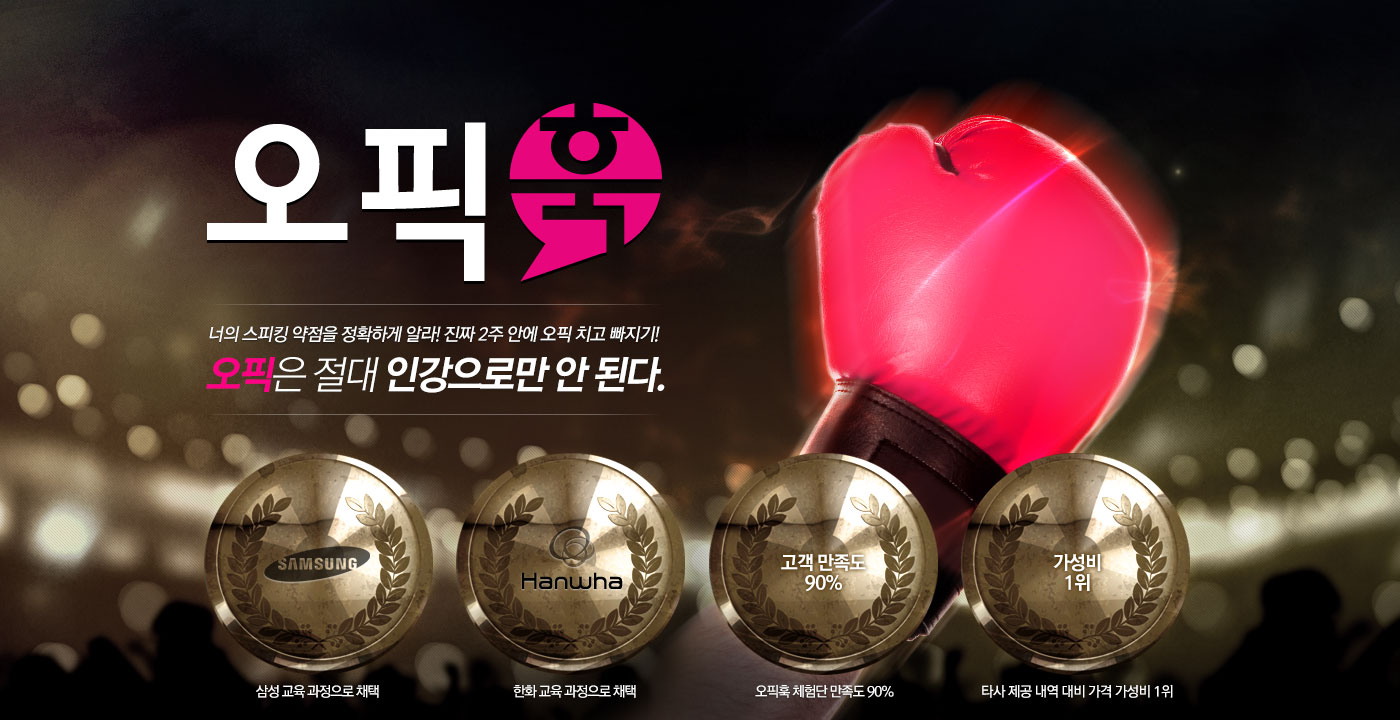 오픽훅
너의 스피킹 약점을 정확하게 알라! 진짜 2주 안에 오픽 치고 빠지기!
오픽은 절대 인강으로만 안 된다.
SAMSUNG
Hanwha
고객 만족도
90%
가성비
1위
삼성 교육 과정으로 채택
한화 교육 과정으로 채택
오픽훅 체험단 만족도 90%
타사 제공 내역 대비 가격 가성비 1위